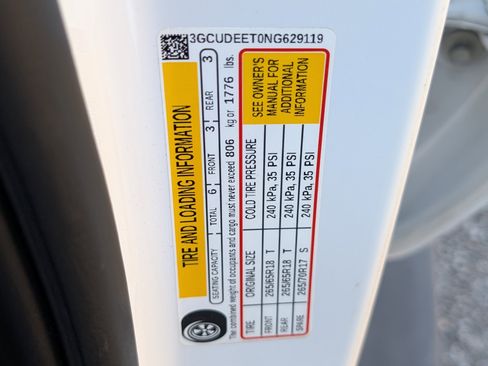 3GCUDEET0NG629119
TIRE AND LOADING INFORMATION
SEATING CAPACITY TOTAL 6 FRONT 3 REAR 3
The combined weight of occupants and cargo must never exceed 806 kg or 1776 lbs.
TIRE ORIGINAL SIZE COLD TIRE PRESSURE
FRONT 265/65R18 T 240 kPa, 35 PSI
REAR 265/65R18 T 240 kPa, 35 PSI
SPARE 265/70R17 S 240 kPa, 35 PSI
SEE OWNER'S
MANUAL FOR
ADDITIONAL
INFORMATION